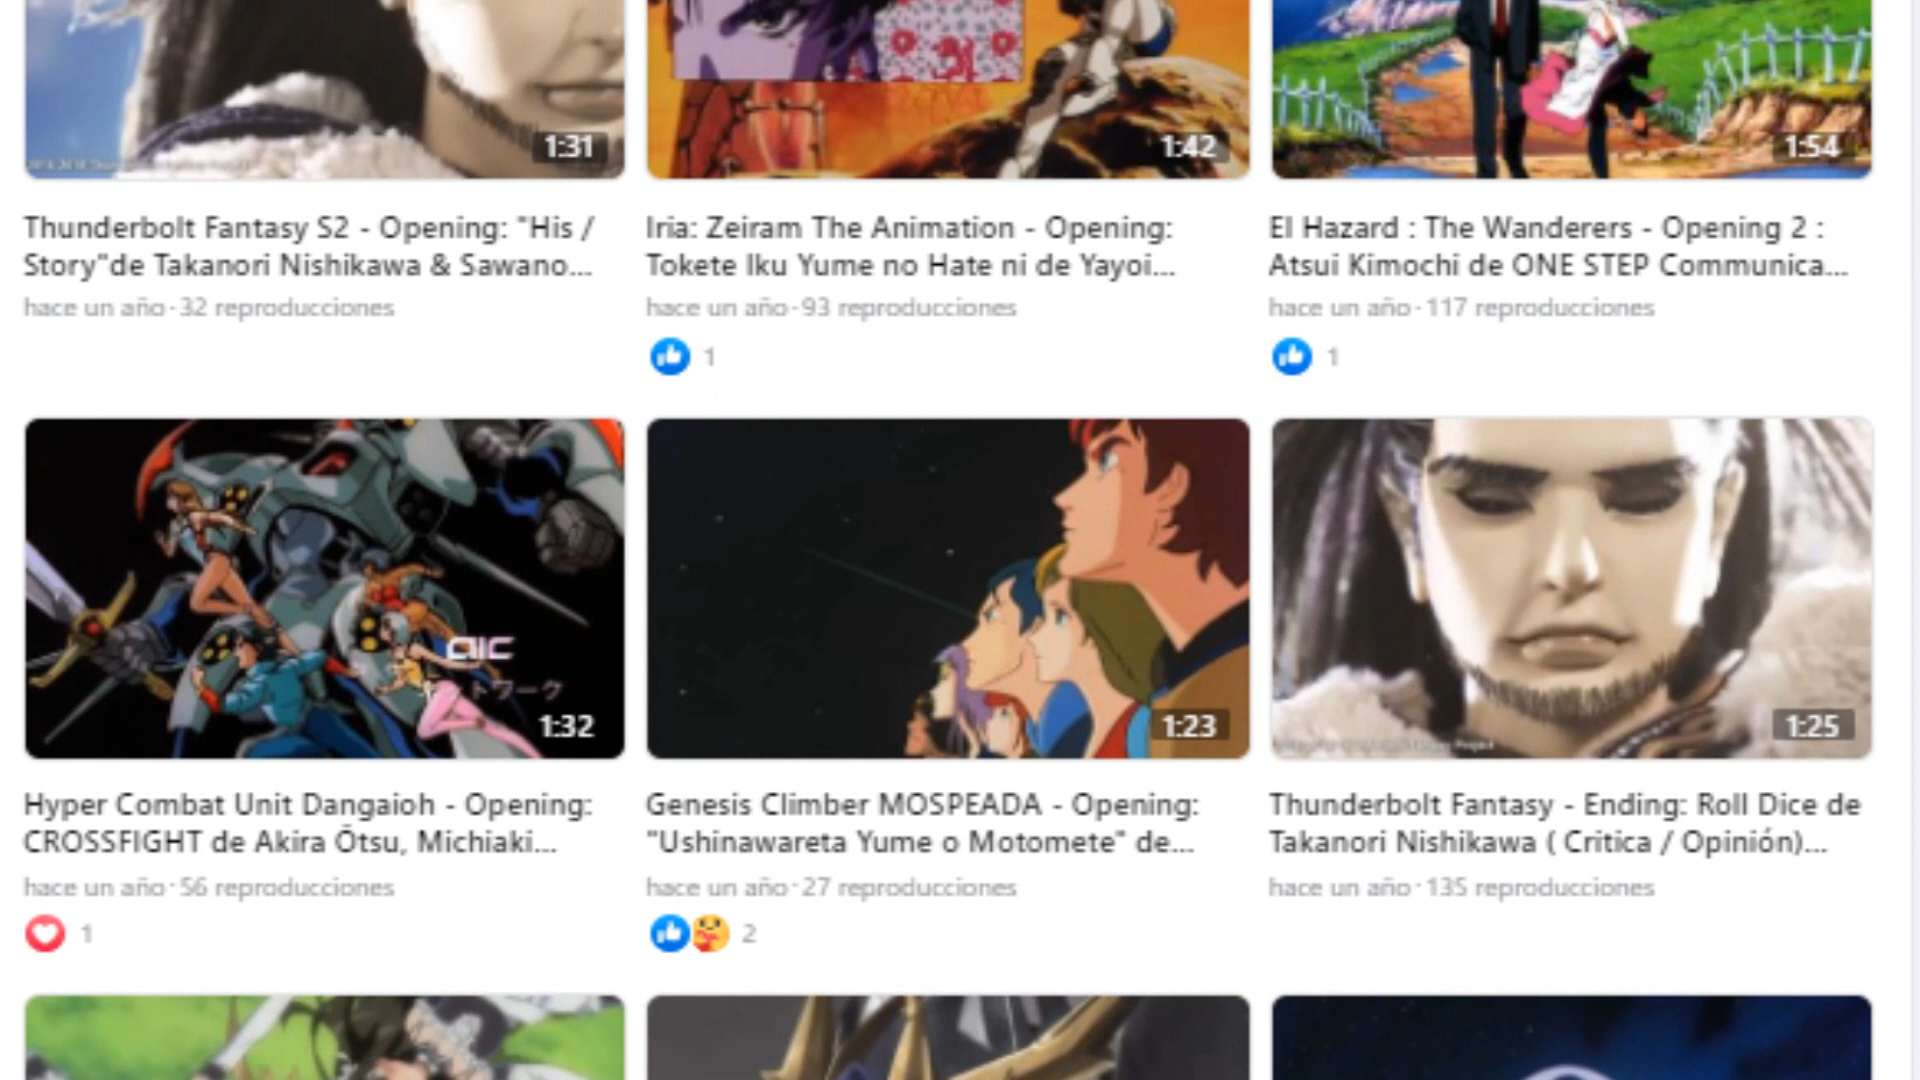 1:31
1:42
1:54
Thunderbolt Fantasy S2 - Opening: "His /
Story"de Takanori Nishikawa & Sawano...
hace un año · 32 reproducciones
Iria: Zeiram The Animation - Opening:
Tokete Iku Yume no Hate ni de Yayoi...
hace un año · 93 reproducciones
1
El Hazard : The Wanderers - Opening 2 :
Atsui Kimochi de ONE STEP Communica...
hace un año · 117 reproducciones
1
AIC
トワーク
1:32
1:23
1:25
Hyper Combat Unit Dangaioh - Opening:
CROSSFIGHT de Akira Ōtsu, Michiaki...
hace un año · 56 reproducciones
1
Genesis Climber MOSPEADA - Opening:
"Ushinawareta Yume o Motomete" de...
hace un año · 27 reproducciones
2
Thunderbolt Fantasy - Ending: Roll Dice de
Takanori Nishikawa ( Critica / Opinión)...
hace un año · 135 reproducciones